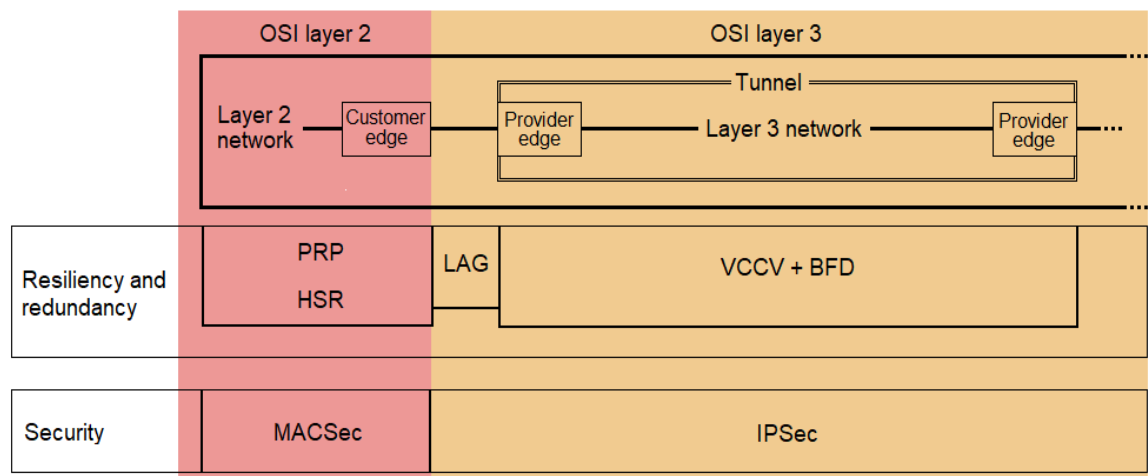 OSI layer 2
OSI layer 3
Tunnel
Layer 2
network
Customer
edge
Provider
edge
Layer 3 network
Provider
edge
Resiliency and
redundancy
PRP
HSR
LAG
VCCV + BFD
Security
MACSec
IPSec